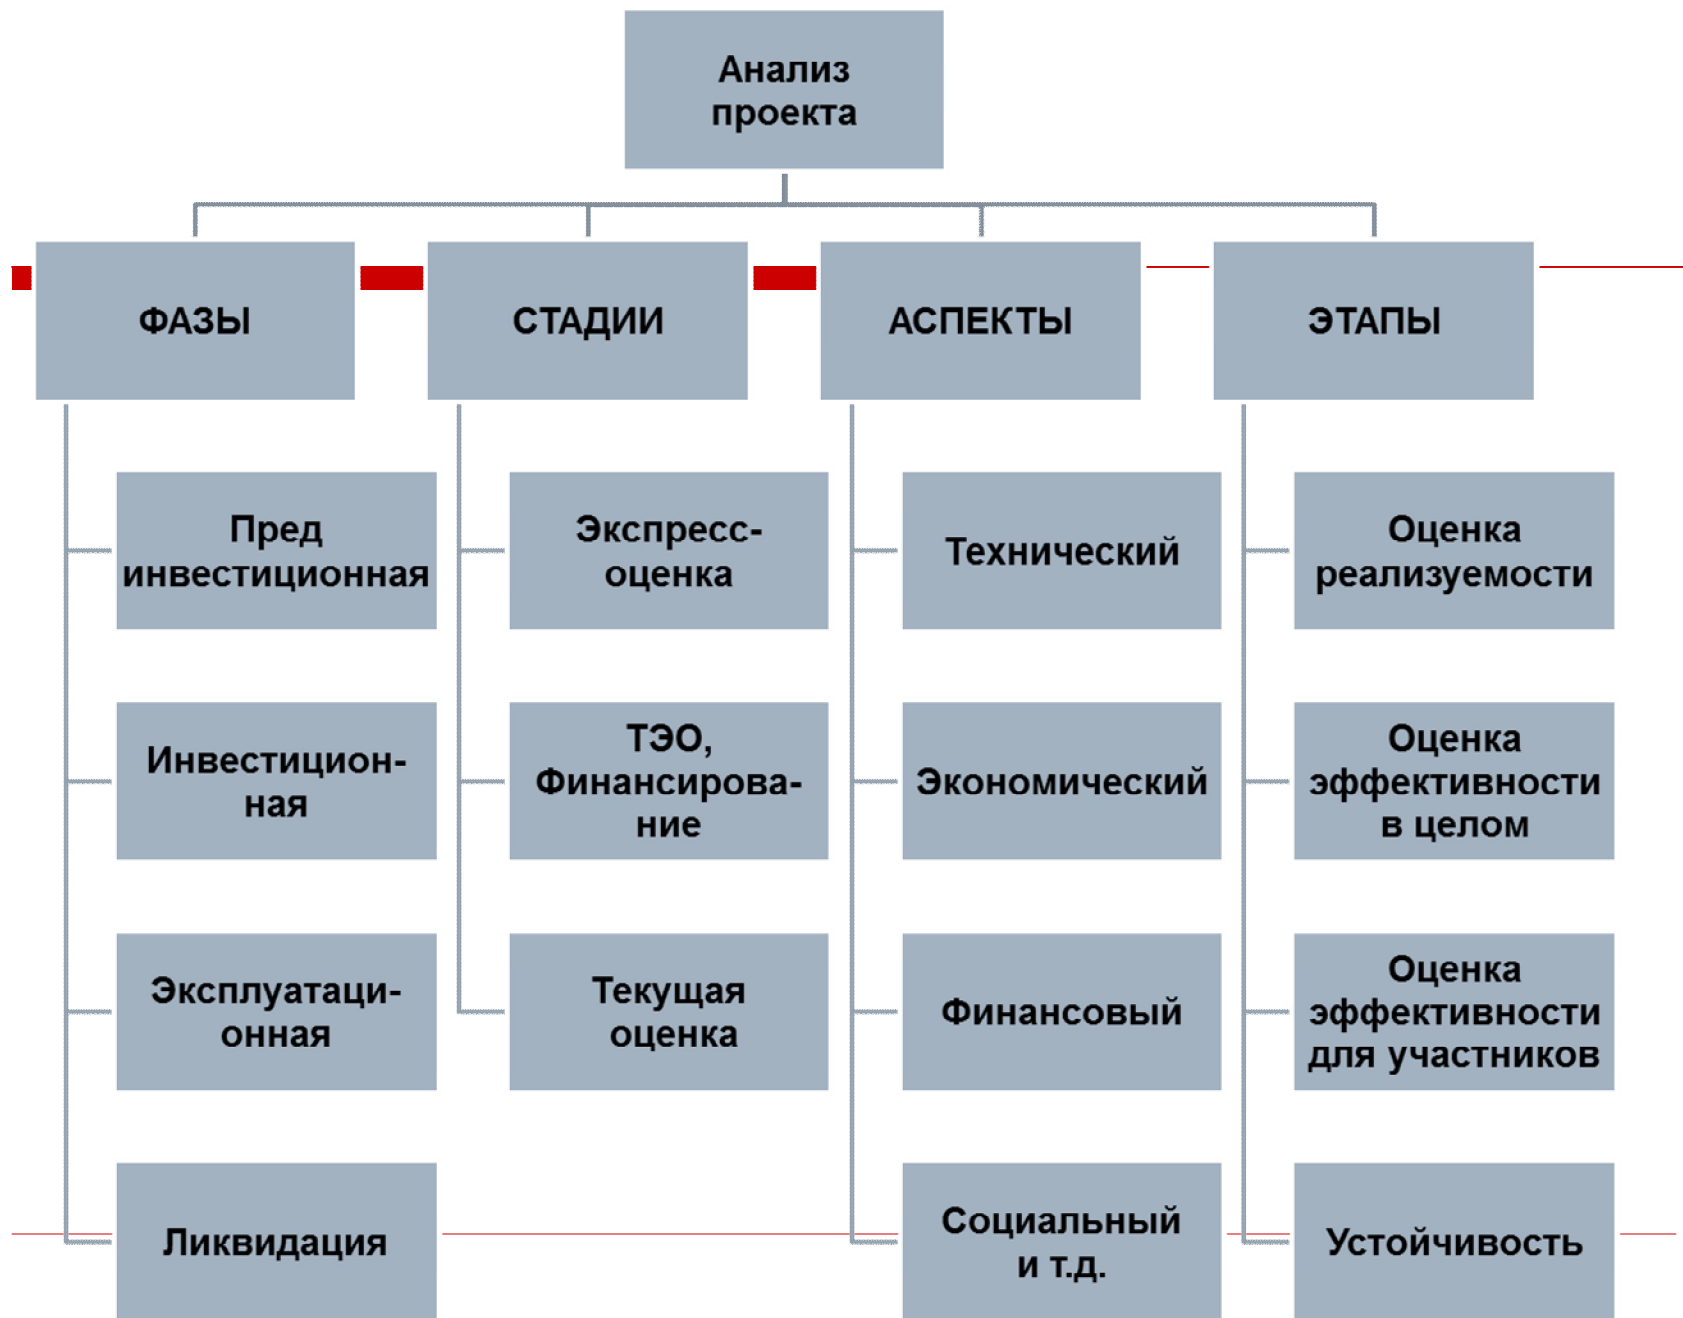 Анализ
проекта
ФАЗЫ
СТАДИИ
АСПЕКТЫ
ЭТАПЫ
Пред
инвестиционная
Инвестицион-
ная
Эксплуатаци-
онная
Ликвидация
Экспресс-
оценка
ТЭО,
Финансирова-
ние
Текущая
оценка
Технический
Экономический
Финансовый
Социальный
и т.д.
Оценка
реализуемости
Оценка
эффективности
в целом
Оценка
эффективности
для участников
Устойчивость